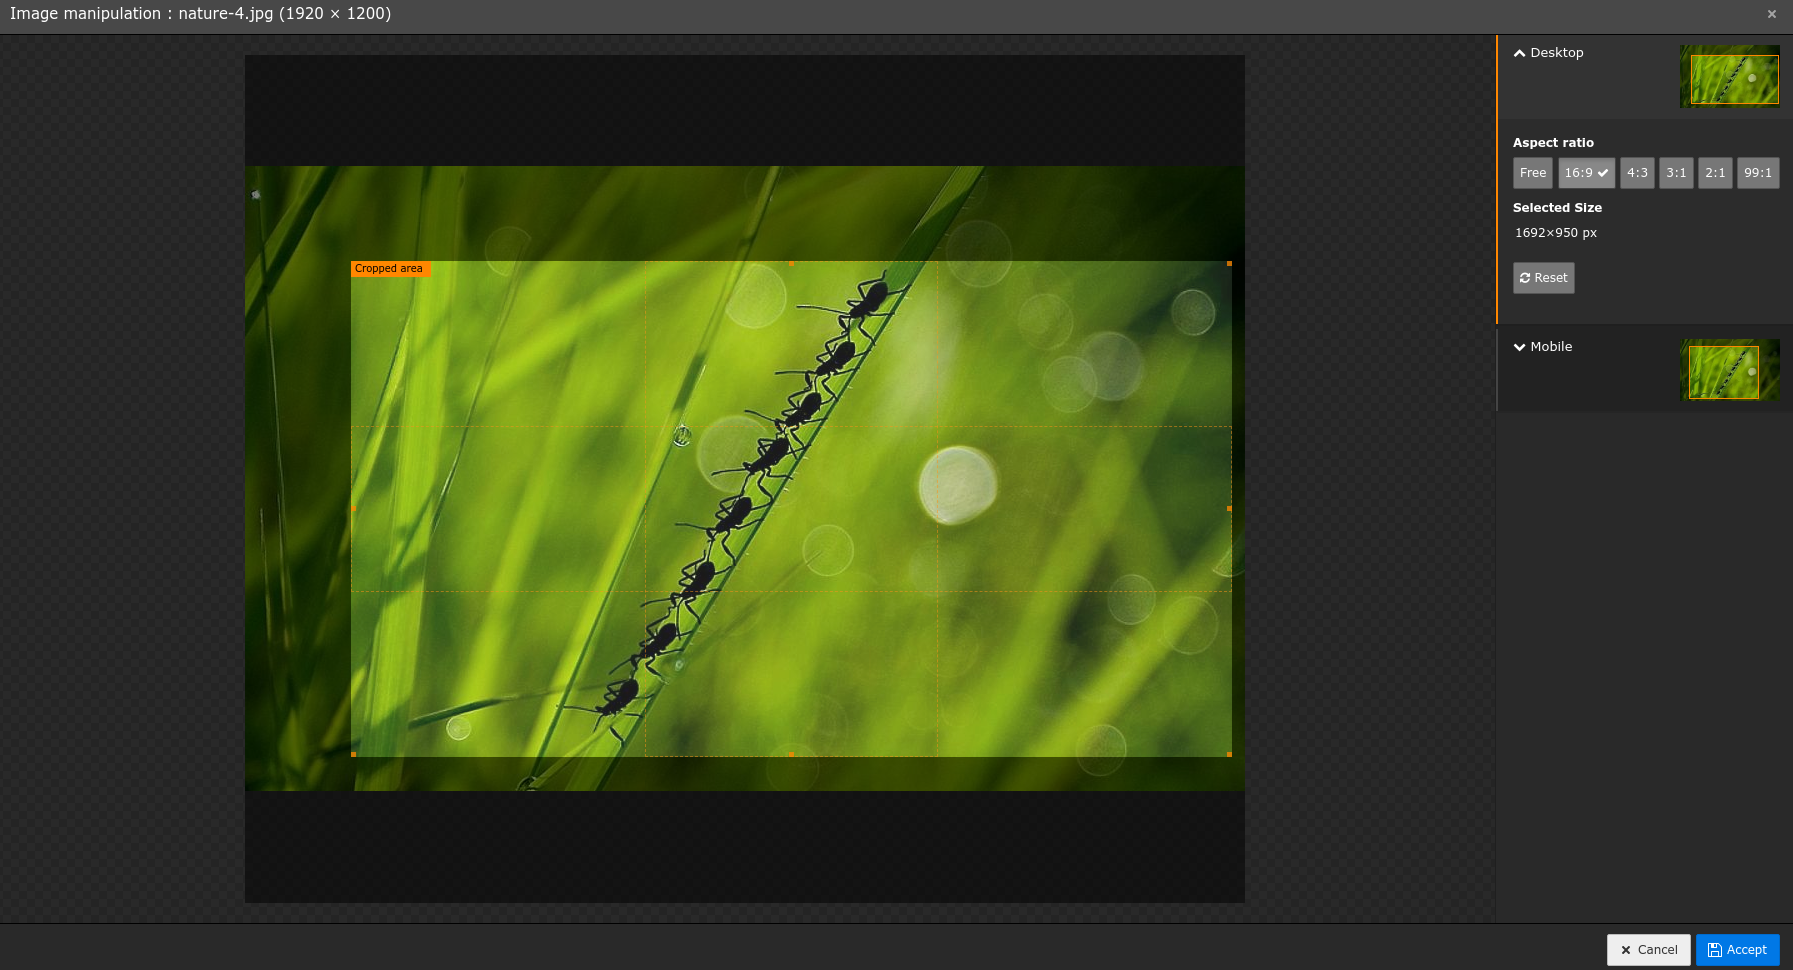 Image manipulation : nature-4.jpg (1920 × 1200)
×
Cropped area
Desktop
Aspect ratio
Free 16:9 4:3 3:1 2:1 99:1
Selected Size
1692×950 px
Reset
Mobile
Cancel Accept